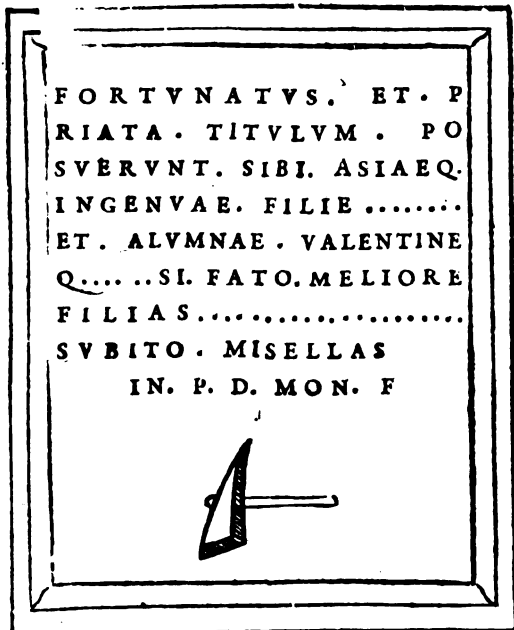 FORTVNATVS. ET. P
RIATA. TITVLVM. PO
SVERVNT. SIBI. ASIAEQ.
INGENVAE. FILIE ........
ET. ALVMNAE. VALENTINE
Q...... SI. FATO. MELIORE
FILIAS......................
SVBITO. MISELLAS
IN. P. D. MON. F